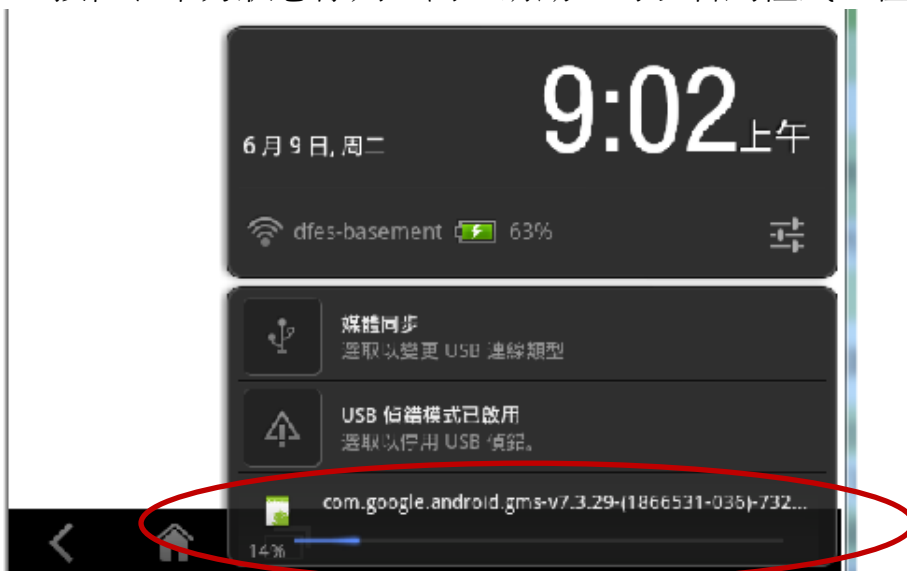 9:02上午
6月9日, 周二
dfes-basement 63%
媒體同步
選取以變更 USB 連線類型
USB 偵錯模式已啟用
選取以停用 USB 偵錯。
com.google.android.gms-v7.3.29-(1866531-036)-732...
14%